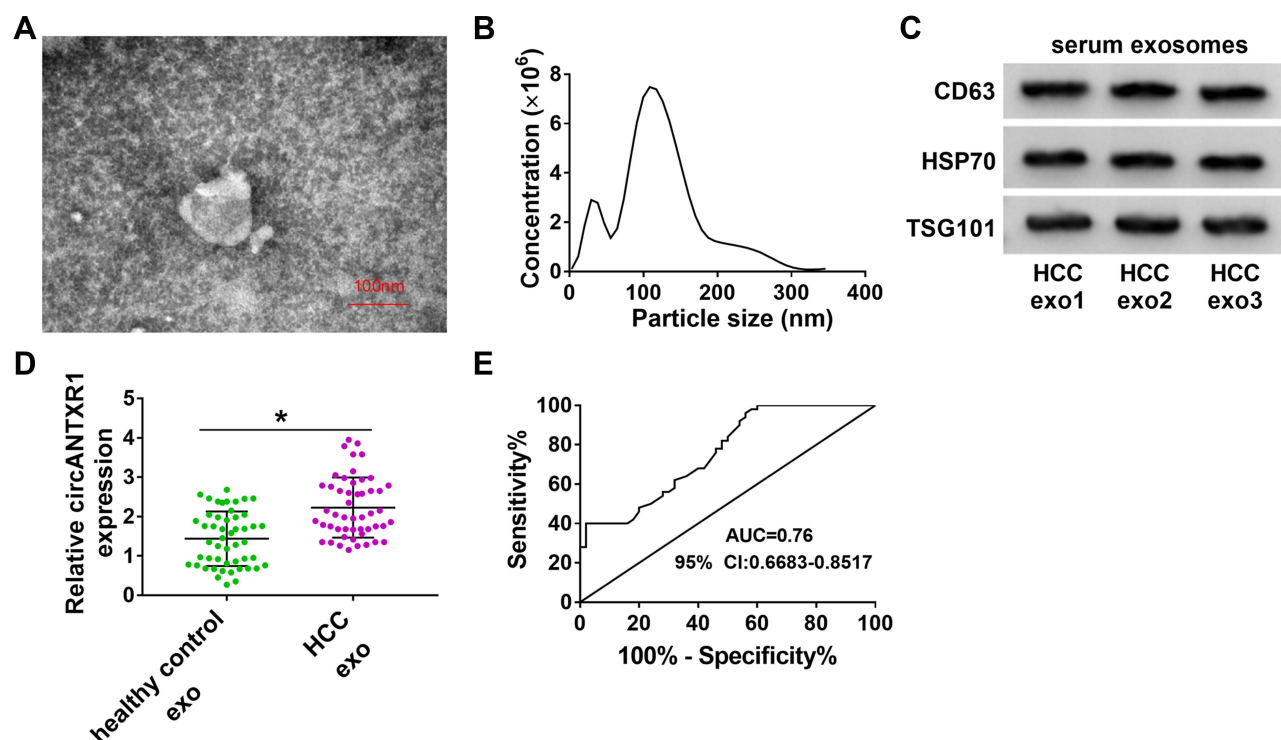 A
100nm
B
Concentration (×10⁶)
8
6
4
2
0
0 100 200 300 400
Particle size (nm)
C
serum exosomes
CD63
HSP70
TSG101
HCC HCC HCC
exo1 exo2 exo3
D
Relative circANTXR1
expression
5
4
3
2
1
0
*
healthy control
exo
HCC
exo
E
Sensitivity%
100
80
60
40
20
0
AUC=0.76
95% CI:0.6683-0.8517
0 20 40 60 80 100
100% - Specificity%